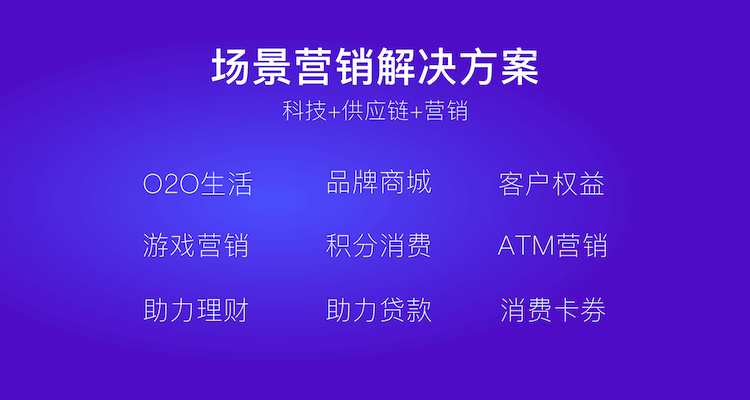 场景营销解决方案
科技+供应链+营销
O2O生活 品牌商城 客户权益
游戏营销 积分消费 ATM营销
助力理财 助力贷款 消费卡券